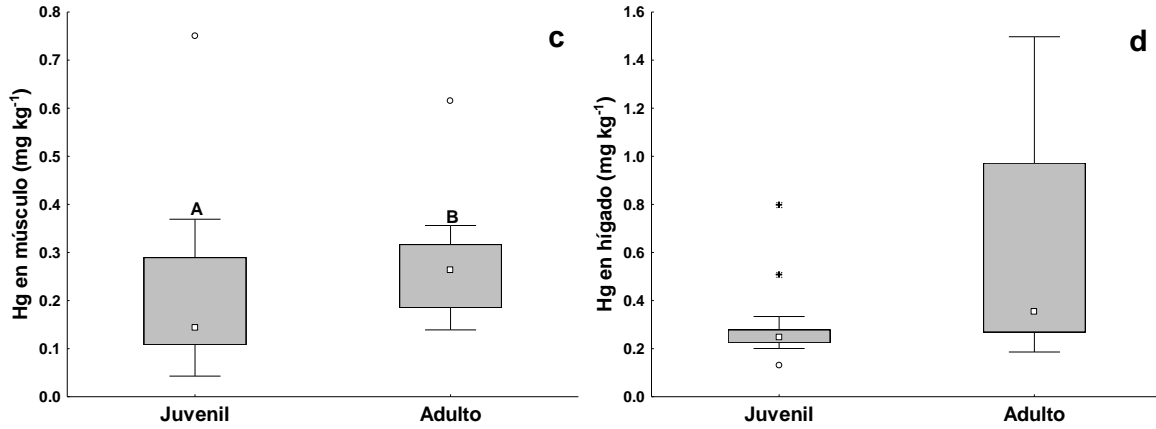 c
Hg en músculo (mg kg-1)
0.8
0.7
0.6
0.5
0.4
0.3
0.2
0.1
0.0
A
B
Juvenil Adulto
d
Hg en hígado (mg kg-1)
1.6
1.4
1.2
1.0
0.8
0.6
0.4
0.2
0.0
Juvenil Adulto